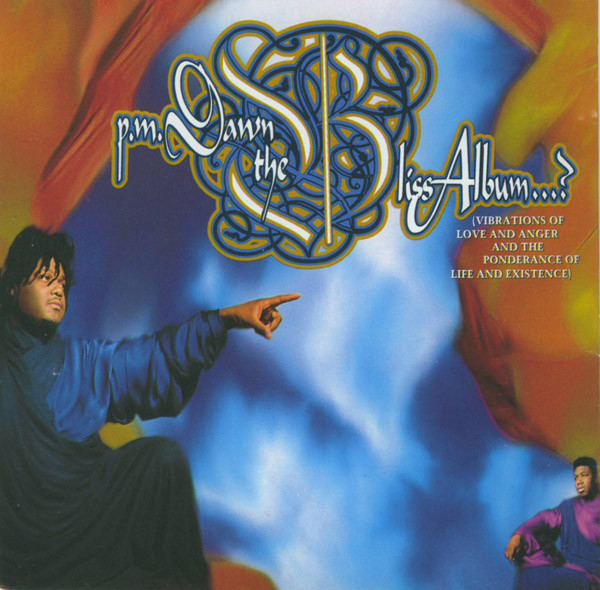 p.m. Dawn
the
Bliss Album...?
(VIBRATIONS OF
LOVE AND ANGER
AND THE
PONDERANCE OF
LIFE AND EXISTENCE)